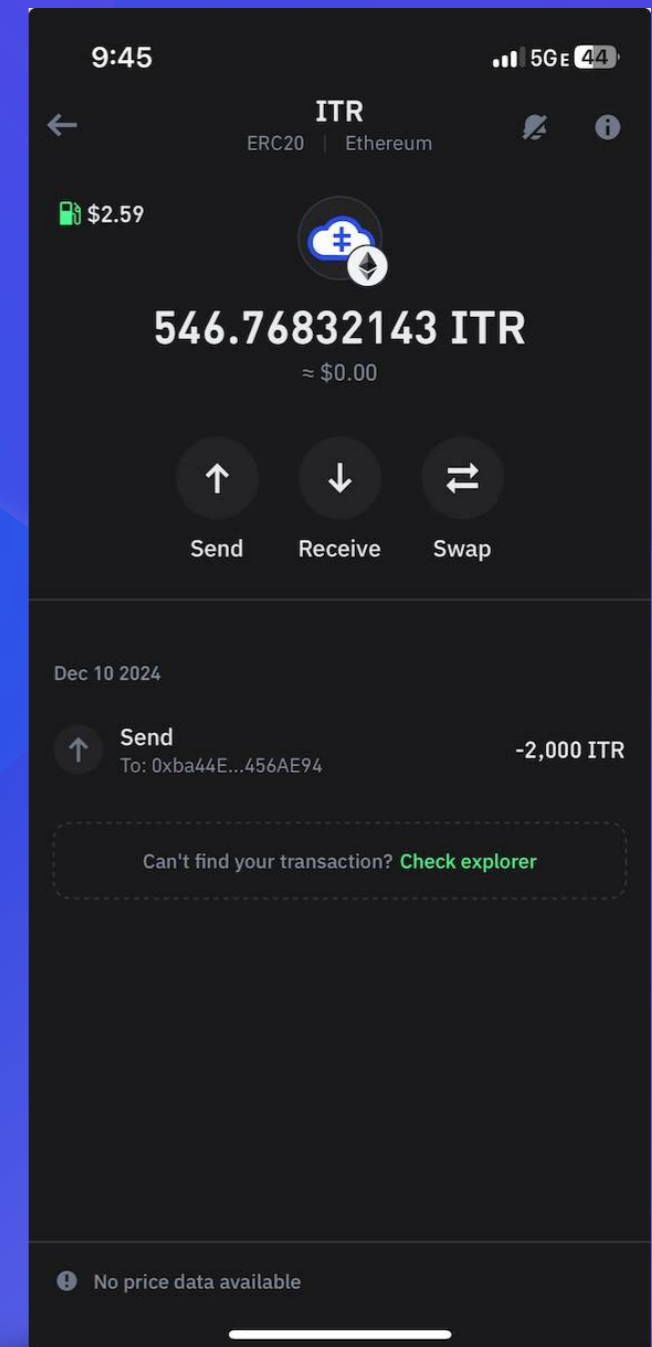 9:45 5GE 44
ITR
ERC20 | Ethereum
$2.59
546.76832143 ITR
≈ $0.00
Send Receive Swap
Dec 10 2024
Send -2,000 ITR
To: 0xba44E...456AE94
Can't find your transaction? Check explorer
No price data available